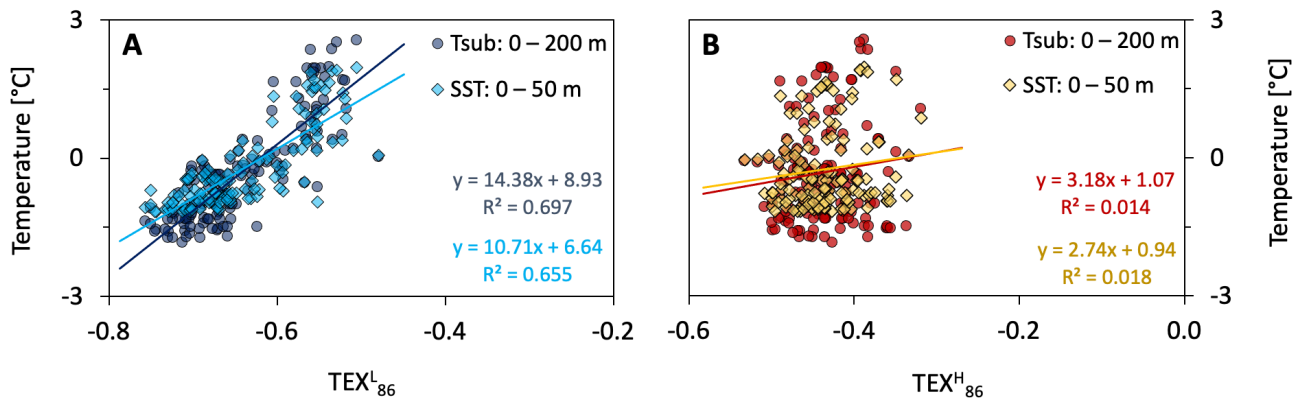 3
A
Tsub: 0 – 200 m
SST: 0 – 50 m
Temperature [°C]
0
y = 14.38x + 8.93
R² = 0.697
y = 10.71x + 6.64
R² = 0.655
-3
-0.8
-0.6
-0.4
-0.2
TEXᴸ₈₆
B
Tsub: 0 – 200 m
SST: 0 – 50 m
3
0
Temperature [°C]
y = 3.18x + 1.07
R² = 0.014
y = 2.74x + 0.94
R² = 0.018
-3
-0.6
-0.4
-0.2
0.0
TEXᴴ₈₆